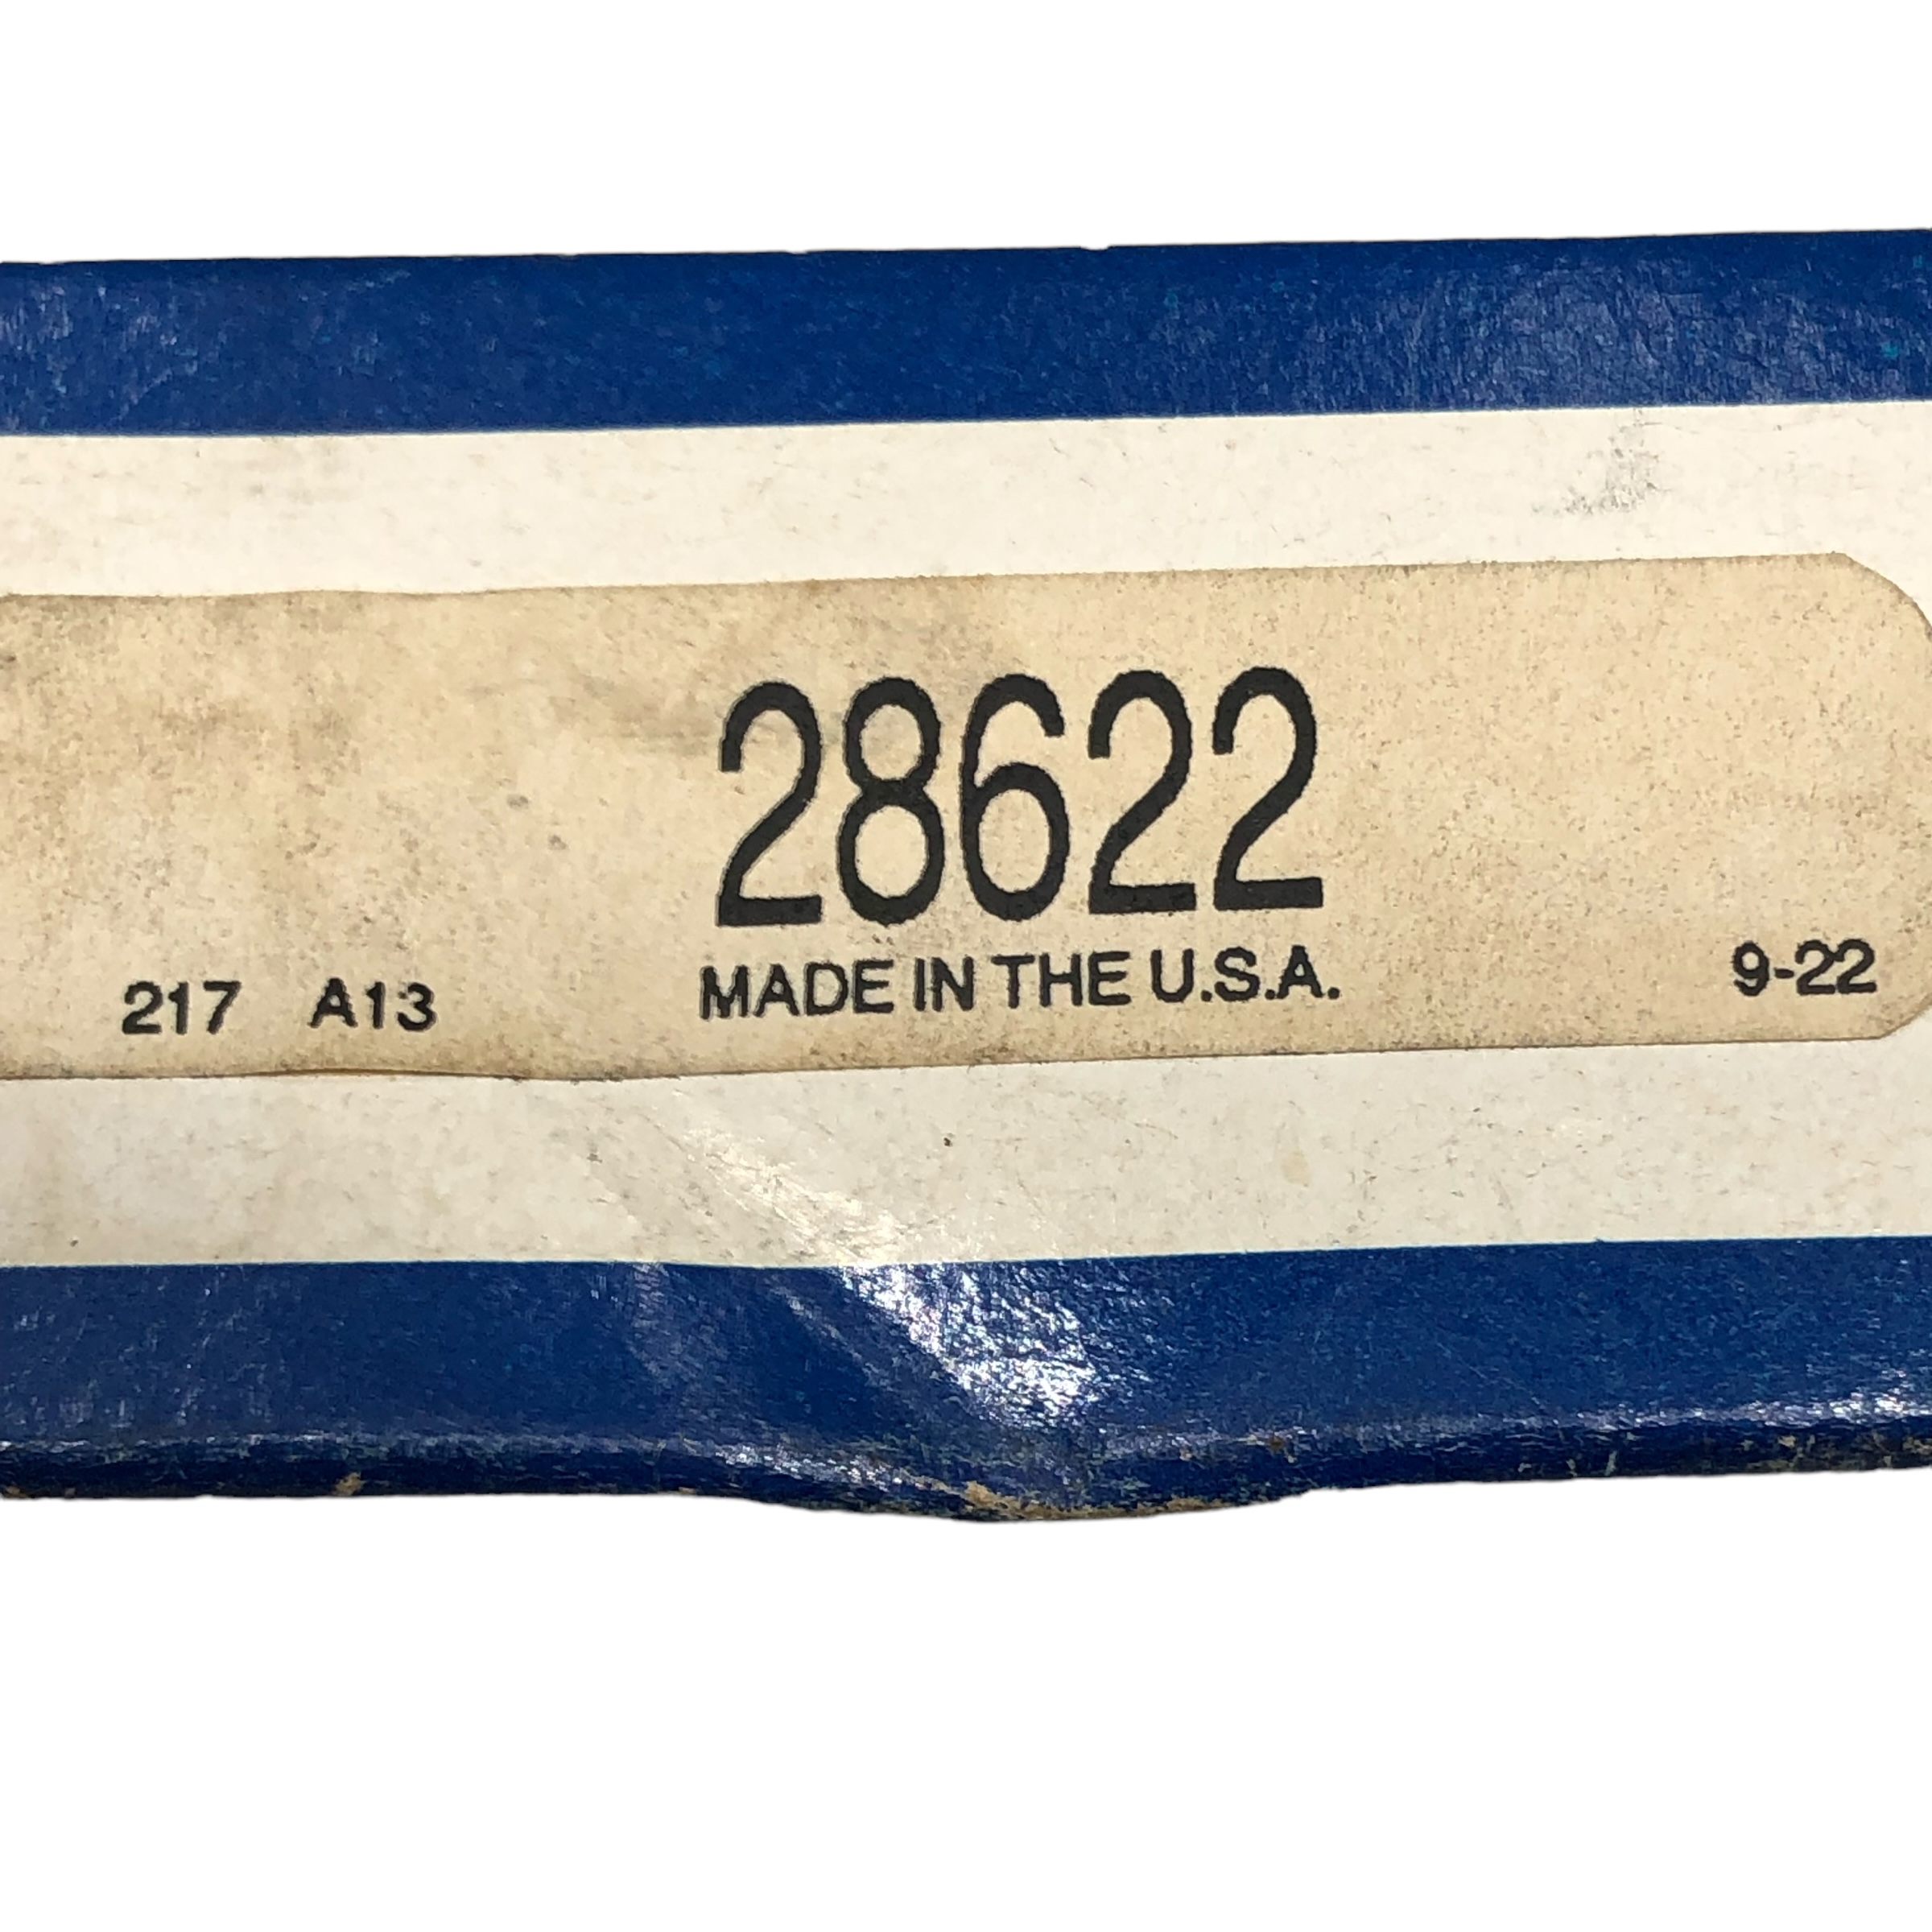 28622
MADE IN THE U.S.A.
217 A13
9-22